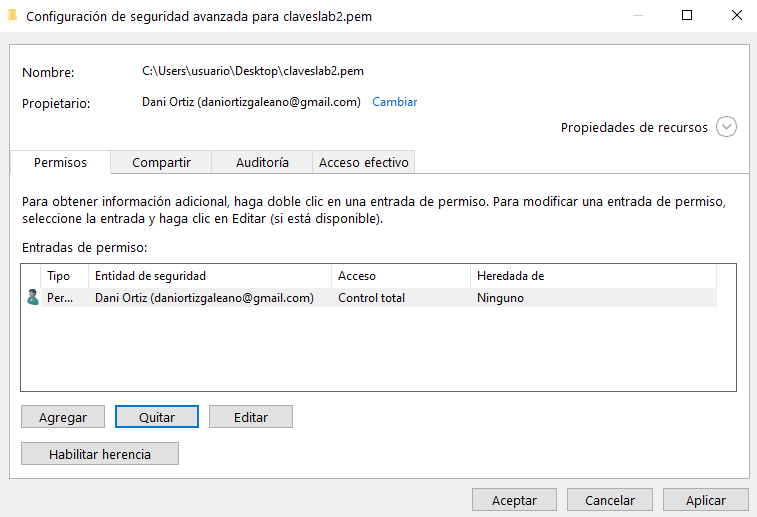 Configuración de seguridad avanzada para claveslab2.pem
Nombre: C:\Users\usuario\Desktop\claveslab2.pem
Propietario: Dani Ortiz (daniortizgaleano@gmail.com) Cambiar
Propiedades de recursos
Permisos Compartir Auditoría Acceso efectivo
Para obtener información adicional, haga doble clic en una entrada de permiso. Para modificar una entrada de permiso,
seleccione la entrada y haga clic en Editar (si está disponible).
Entradas de permiso:
Tipo Entidad de seguridad Acceso Heredada de
Per... Dani Ortiz (daniortizgaleano@gmail.com) Control total Ninguno
Agregar Quitar Editar
Habilitar herencia
Aceptar Cancelar Aplicar